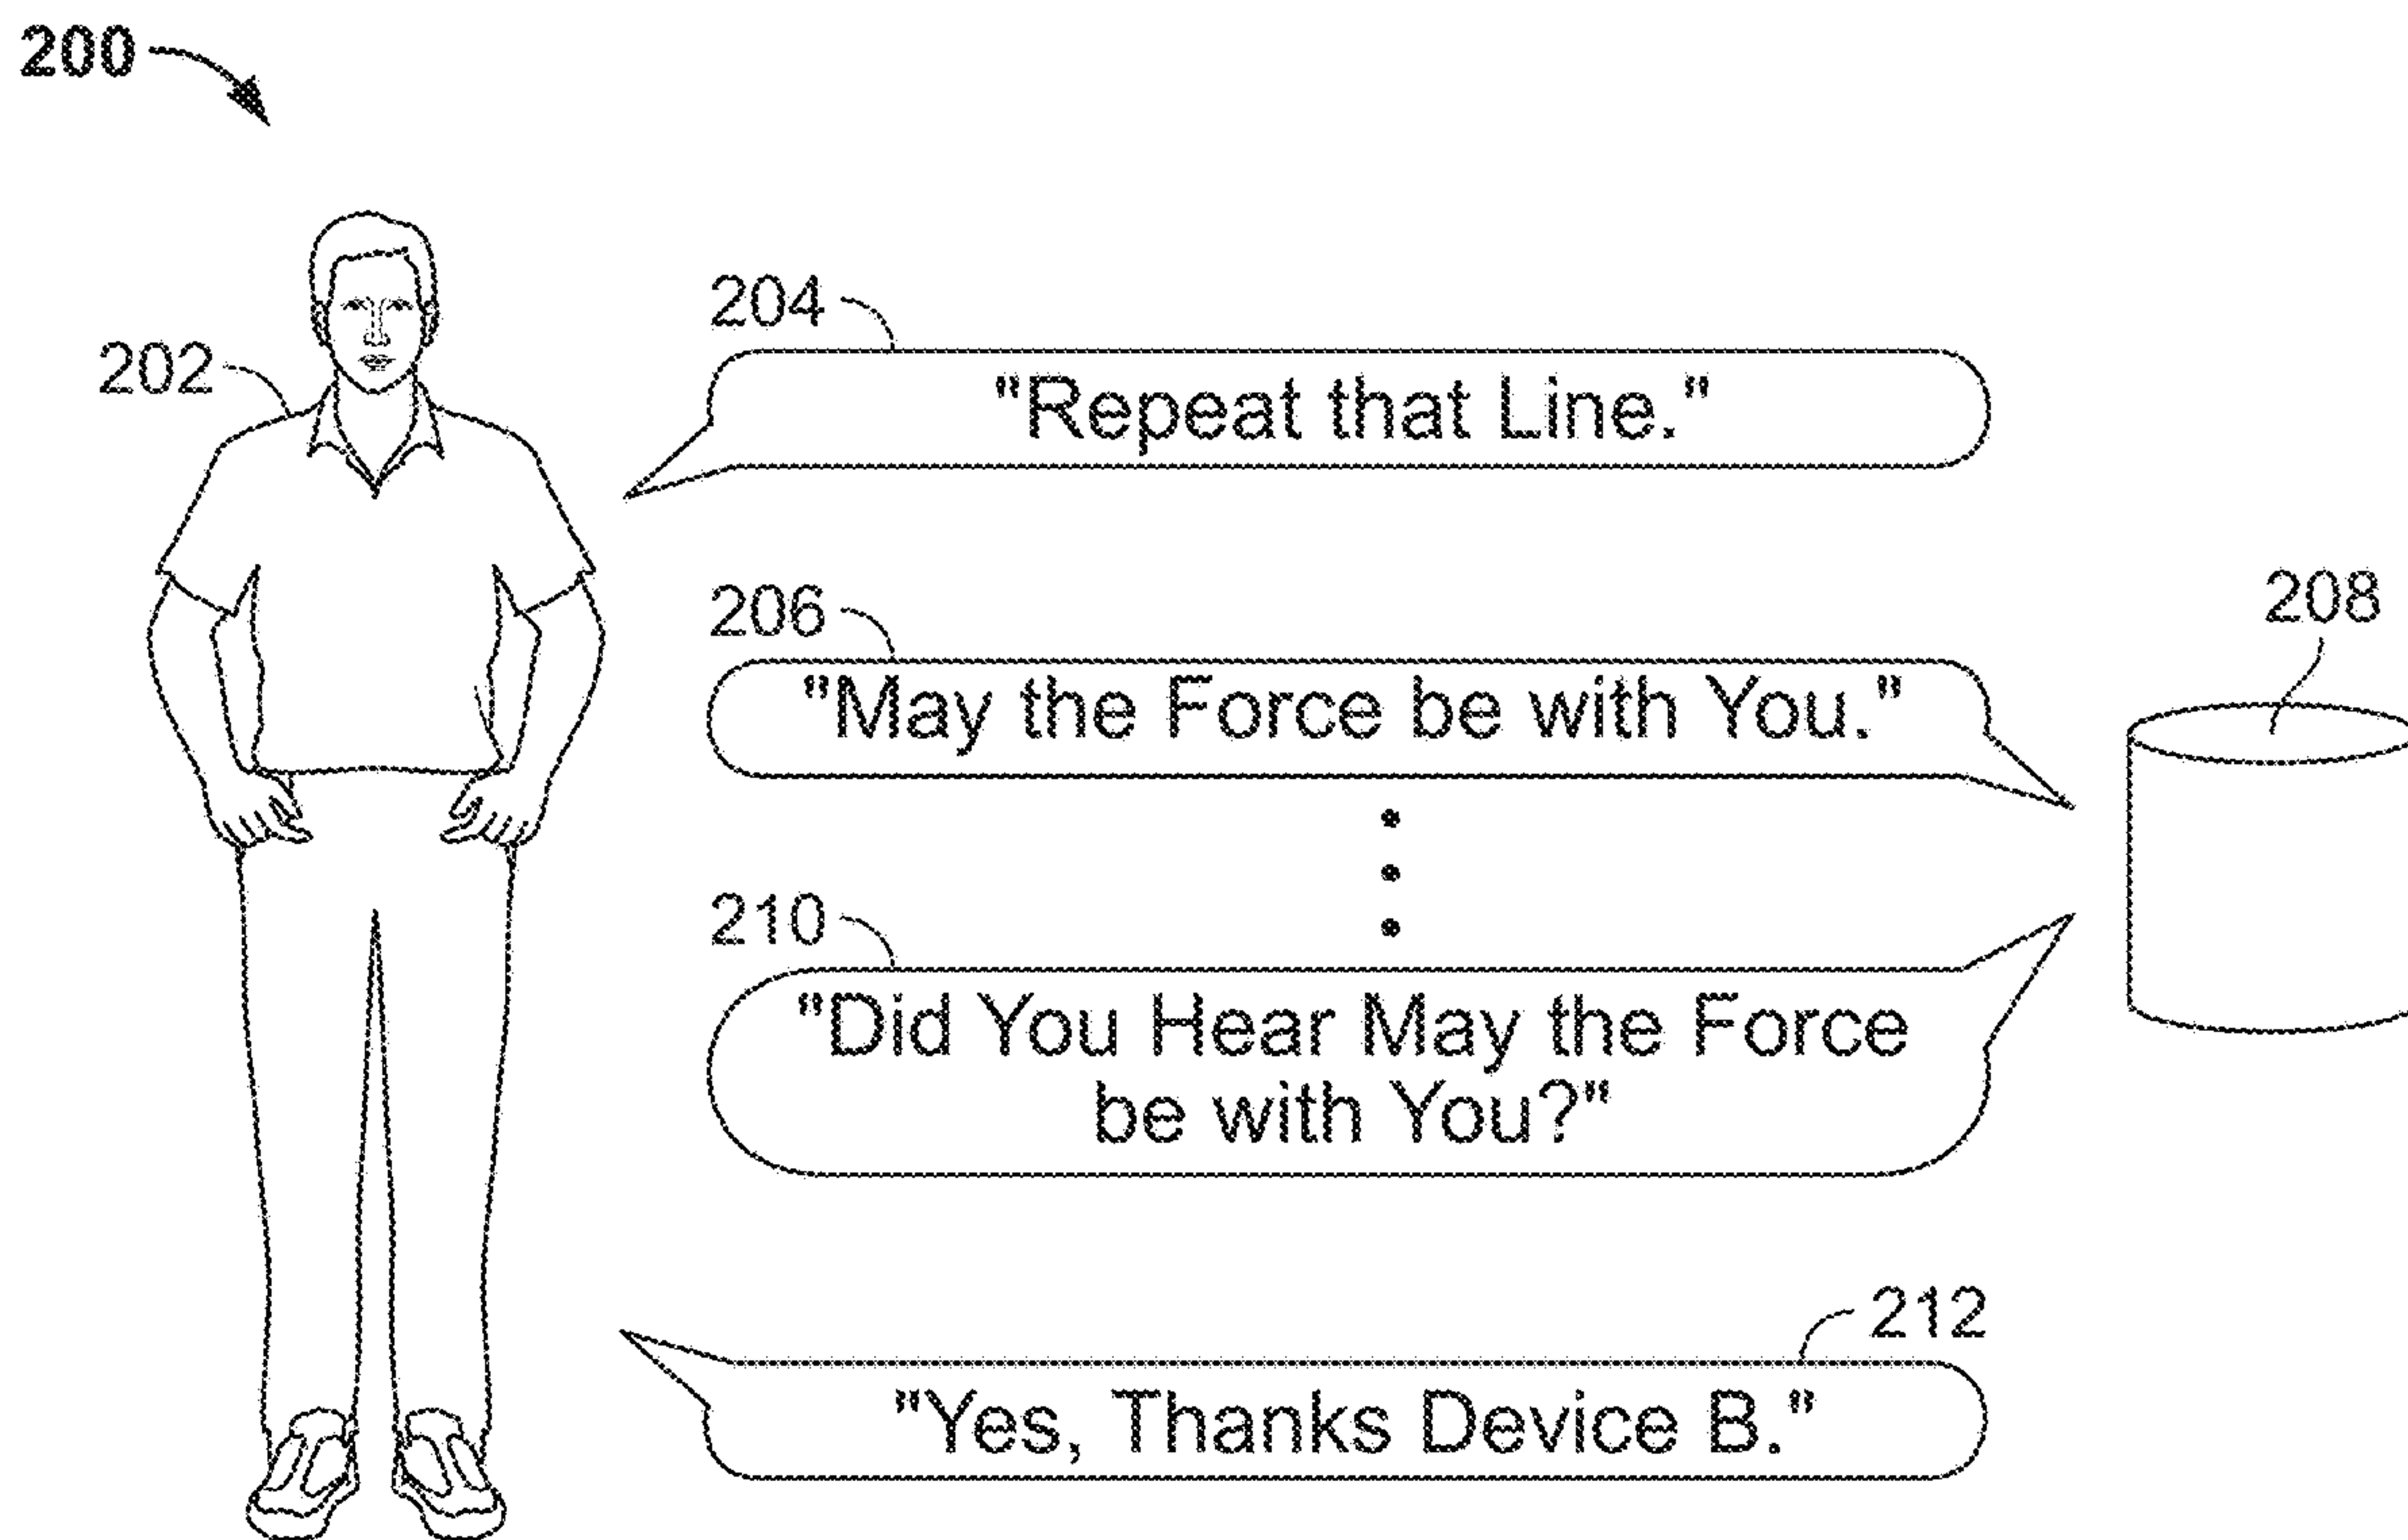 200
204
"Repeat that Line."
202
206
"May the Force be with You."
208
210
"Did You Hear May the Force
be with You?"
212
"Yes, Thanks Device B."